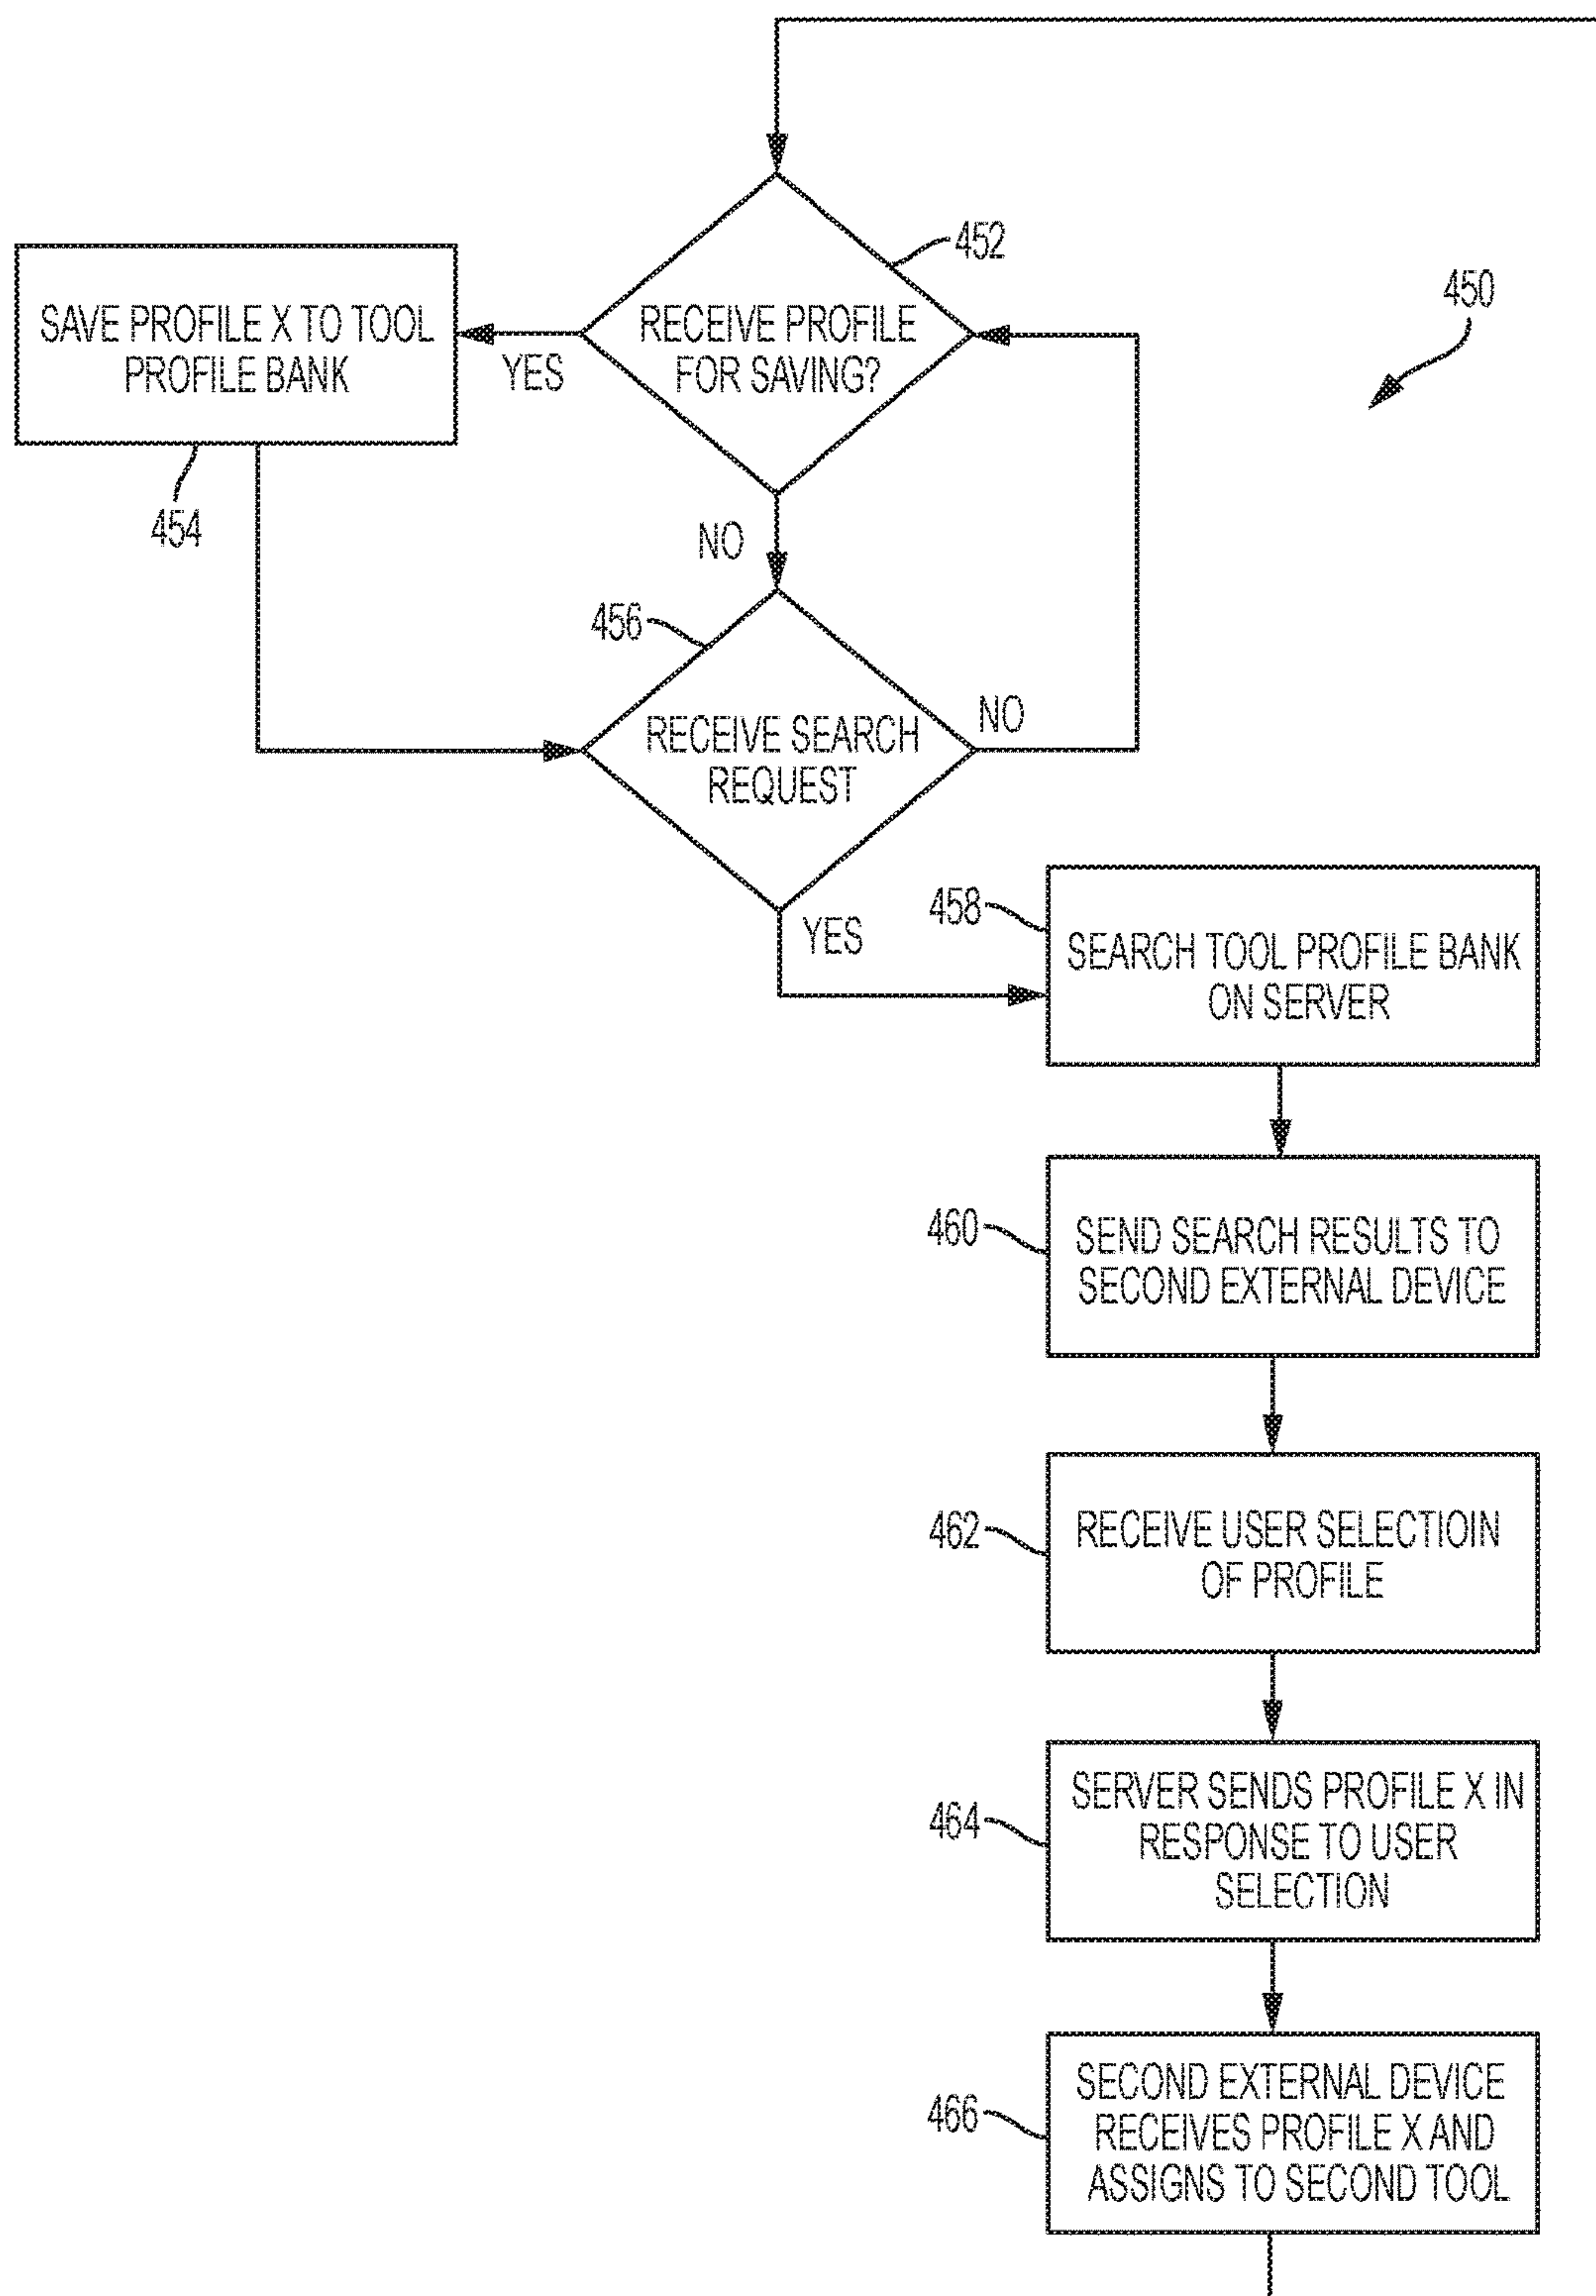 452
450
SAVE PROFILE X TO TOOL
PROFILE BANK
YES
RECEIVE PROFILE
FOR SAVING?
454
NO
456
RECEIVE SEARCH
REQUEST
NO
YES
458
SEARCH TOOL PROFILE BANK
ON SERVER
460
SEND SEARCH RESULTS TO
SECOND EXTERNAL DEVICE
462
RECEIVE USER SELECTIOIN
OF PROFILE
464
SERVER SENDS PROFILE X IN
RESPONSE TO USER
SELECTION
466
SECOND EXTERNAL DEVICE
RECEIVES PROFILE X AND
ASSIGNS TO SECOND TOOL